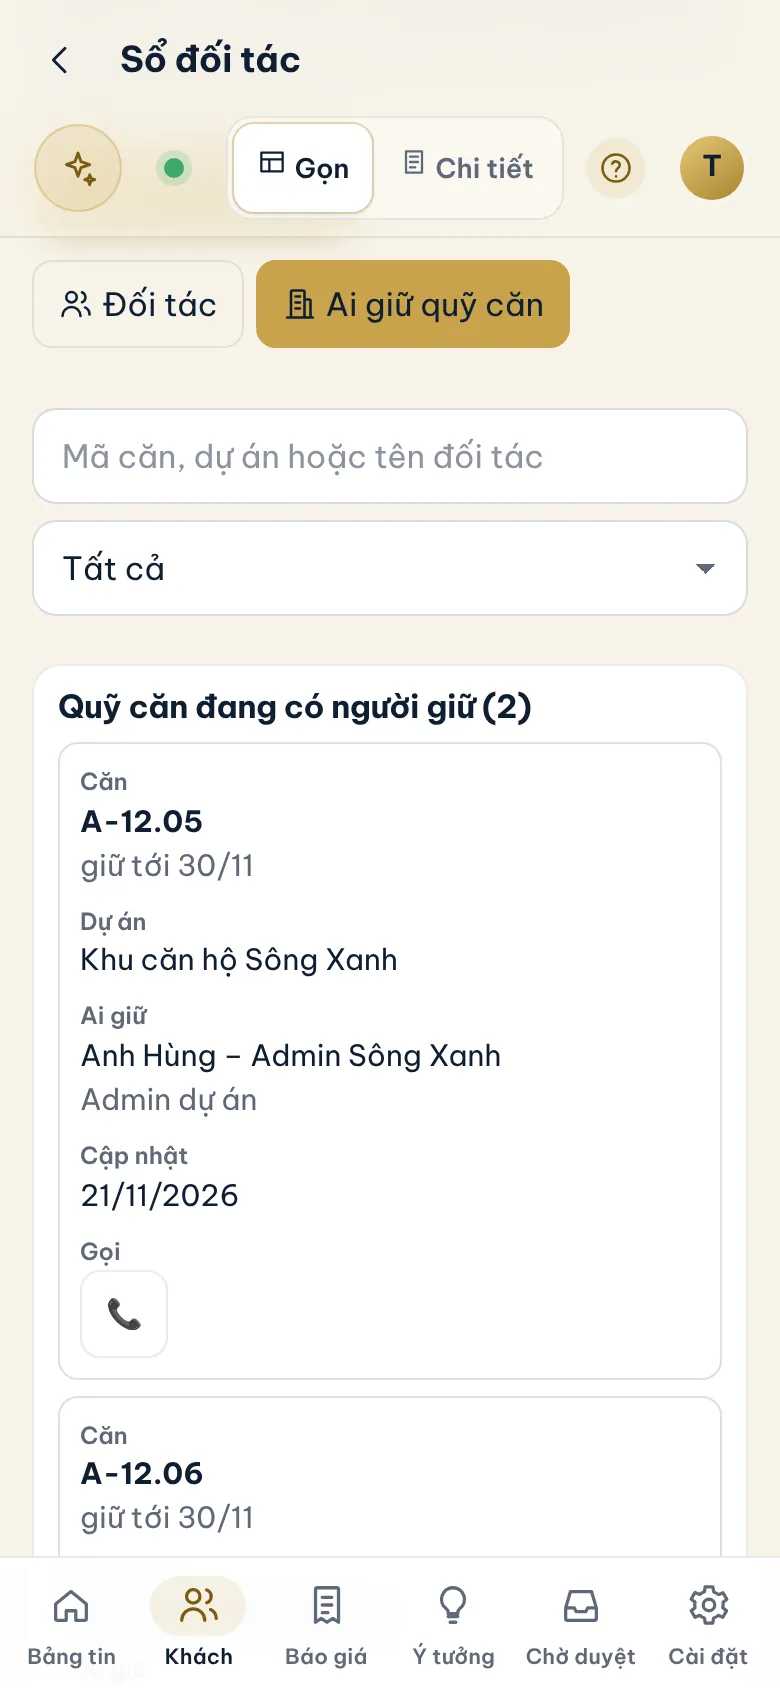 Sổ đối tác
Gọn
Chi tiết
T
Đối tác
Ai giữ quỹ căn
Mã căn, dự án hoặc tên đối tác
Tất cả
Quỹ căn đang có người giữ (2)
Căn
A-12.05
giữ tới 30/11
Dự án
Khu căn hộ Sông Xanh
Ai giữ
Anh Hùng – Admin Sông Xanh
Admin dự án
Cập nhật
21/11/2026
Gọi
Căn
A-12.06
giữ tới 30/11
Bảng tin
Khách
Báo giá
Ý tưởng
Chờ duyệt
Cài đặt